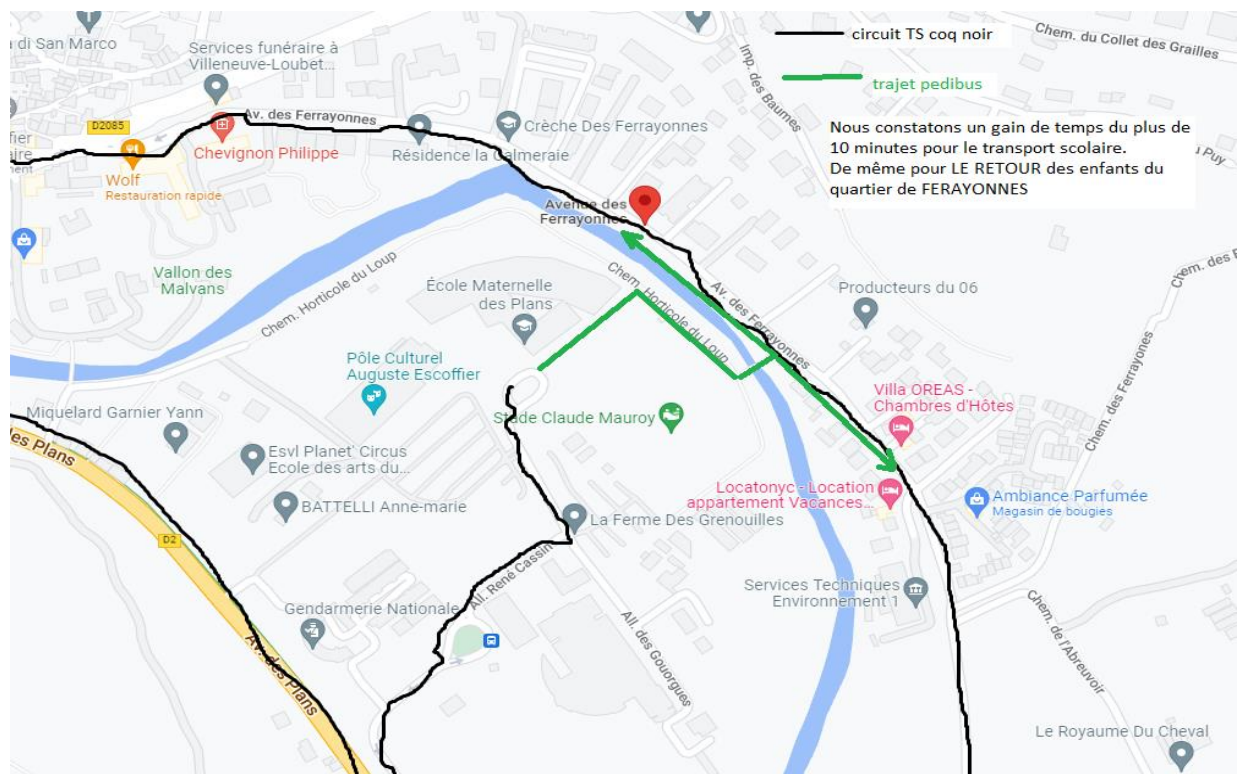 circuit TS coq noir
trajet pedibus
Nous constatons un gain de temps du plus de
10 minutes pour le transport scolaire.
De même pour LE RETOUR des enfants du
quartier de FERAYONNES
di San Marco
Services funéraire à
Villeneuve-Loubet...
Chem. du Collet des Grailles
Imp. des Baumes
Puy
D2085
Av. des Ferrayonnes
Crèche Des Ferrayonnes
Chevignon Philippe
Résidence la Calmeraie
Wolf
Restauration rapide
Avenue des
Ferrayonnes
Vallon des
Malvans
Chem. Horticole du Loup
École Maternelle
des Plans
Chem. Horticole du Loup
Av. des Ferrayonnes
Producteurs du 06
Chem. des F
Pôle Culturel
Auguste Escoffier
Villa OREAS -
Chambres d'Hôtes
Chem. des Ferrayones
Miquelard Garnier Yann
Stade Claude Mauroy
des Plans
Esvl Planet' Circus
Ecole des arts du...
Locatonyc - Location
appartement Vacances...
BATTELLI Anne-marie
Ambiance Parfumée
Magasin de bougies
La Ferme Des Grenouilles
D2
All. René Cassin
Services Techniques
Environnement 1
Gendarmerie Nationale
Av. des Plans
All. des Gouorgues
Chem. de l'Abreuvoir
Le Royaume Du Cheval